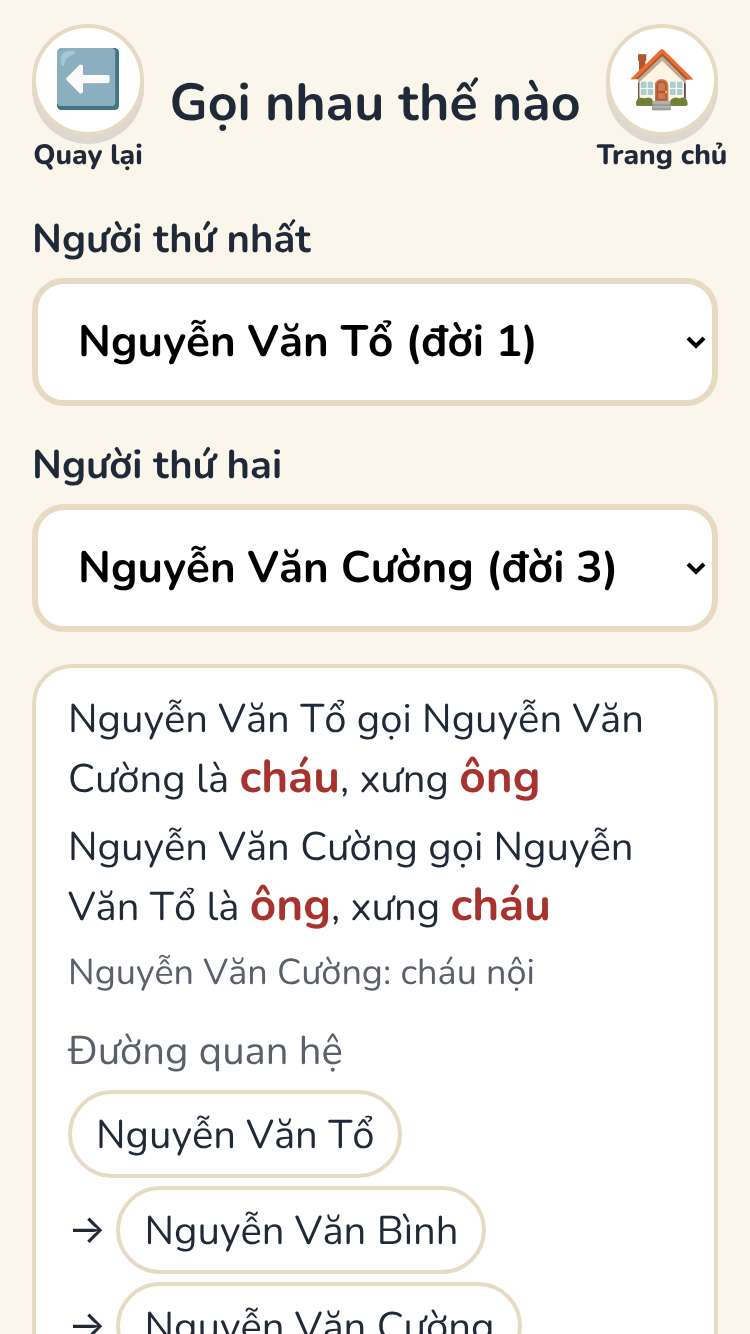 Gọi nhau thế nào
Quay lại
Trang chủ
Người thứ nhất
Nguyễn Văn Tổ (đời 1)
Người thứ hai
Nguyễn Văn Cường (đời 3)
Nguyễn Văn Tổ gọi Nguyễn Văn
Cường là cháu, xưng ông
Nguyễn Văn Cường gọi Nguyễn
Văn Tổ là ông, xưng cháu
Nguyễn Văn Cường: cháu nội
Đường quan hệ
Nguyễn Văn Tổ
→ Nguyễn Văn Bình
→ Nguyễn Văn Cường